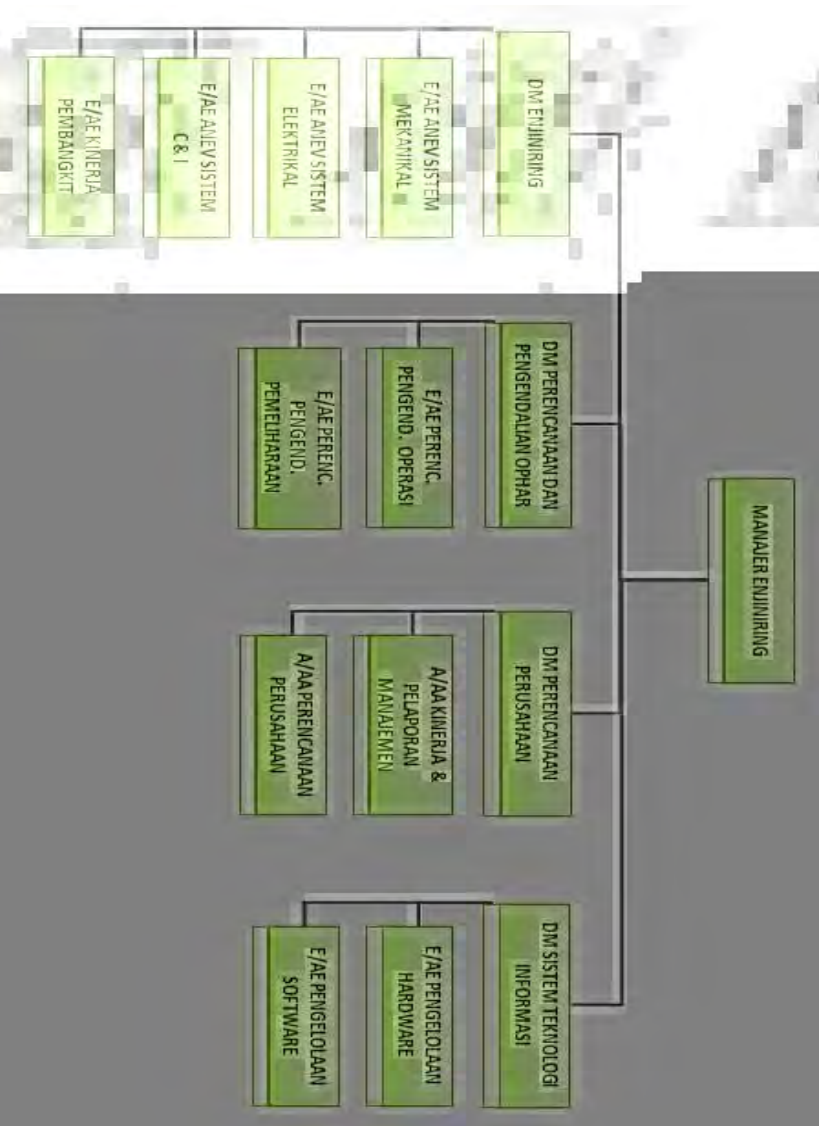 MANAJER ENJINIRING
DM ENJINIRING
E/AE ANEV SISTEM
MEKANIKAL
E/AE ANEV SISTEM
ELEKTRIKAL
E/AE ANEV SISTEM
C & I
E/AE KINERJA
PEMBANGKIT
DM PERENCANAAN DAN
PENGENDALIAN OPHAR
E/AE PERENC.
PENGEND. OPERASI
E/AE PERENC.
PENGEND.
PEMELIHARAAN
DM PERENCANAAN
PERUSAHAAN
A/AA KINERJA &
PELAPORAN
MANAJEMEN
A/AA PERENCANAAN
PERUSAHAAN
DM SISTEM TEKNOLOGI
INFORMASI
E/AE PENGELOLAAN
HARDWARE
E/AE PENGELOLAAN
SOFTWARE